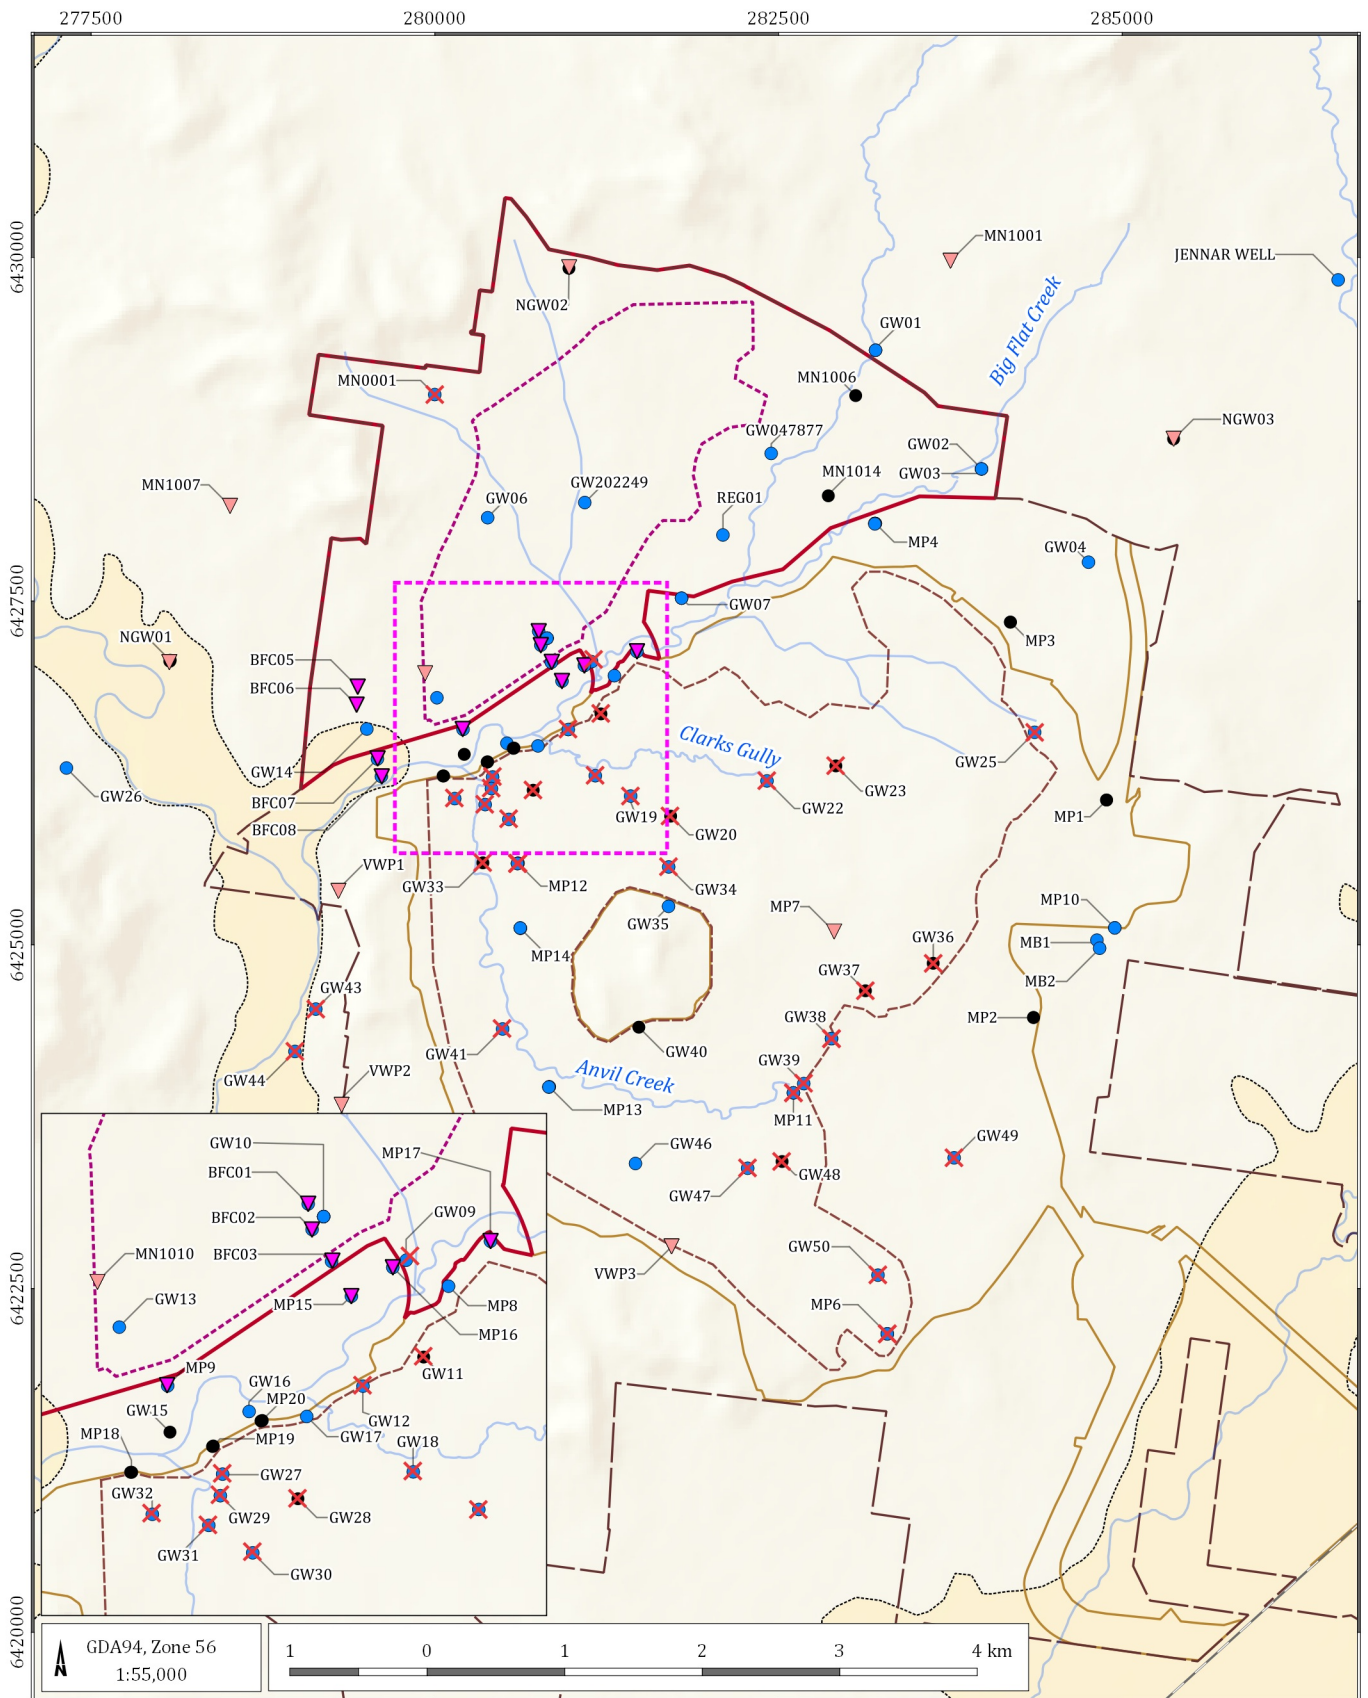 277500
280000
282500
285000
6430000
6427500
6425000
6422500
6420000
MN1001
JENNAR WELL
NGW02
GW01
Big Flat Creek
MN0001
MN1006
NGW03
GW047877
GW02
GW03
MN1007
GW06
GW202249
MN1014
REG01
MP4
GW04
GW07
NGW01
MP3
BFC05
BFC06
Clarks Gully
GW25
GW14
GW26
GW22
GW23
BFC07
BFC08
GW19
GW20
MP1
VWP1
GW33
MP12
GW34
GW35
MP7
MP10
MP14
GW36
MB1
MB2
GW37
GW43
GW38
MP2
GW41
GW40
GW39
GW44
VWP2
Anvil Creek
MP13
MP11
GW46
GW49
GW47
GW48
VWP3
GW50
MP6
GW10
MP17
BFC01
BFC02
GW09
BFC03
MN1010
GW13
MP15
MP8
MP16
MP9
GW11
GW16
GW15
MP20
GW12
MP18
MP19
GW17
GW18
GW27
GW32
GW29
GW28
GW31
GW30
N
GDA94, Zone 56
1:55,000
1 0 1 2 3 4 km